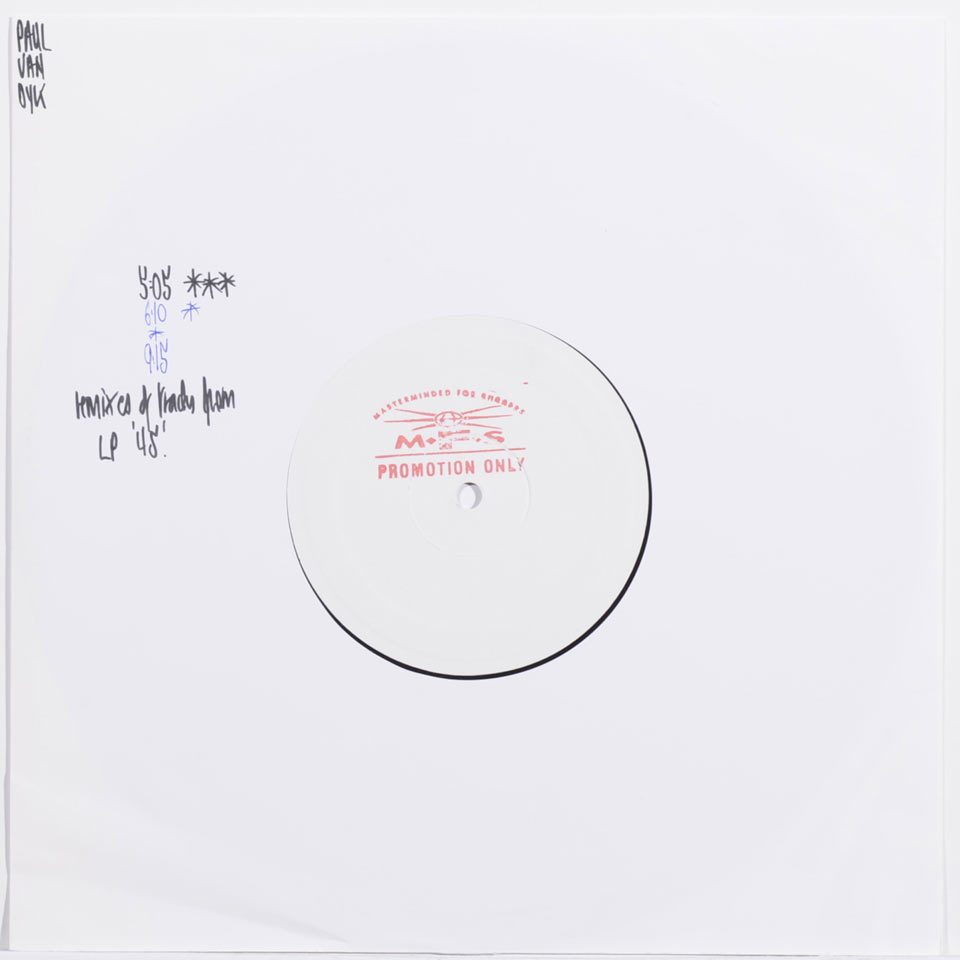 PAUL
VAN
DYK
5:05 ***
6:10 *
*
9:15
remixes of tracks from
LP '45'.
MASTERMINDED FOR SUCCESS
M•F•S
PROMOTION ONLY